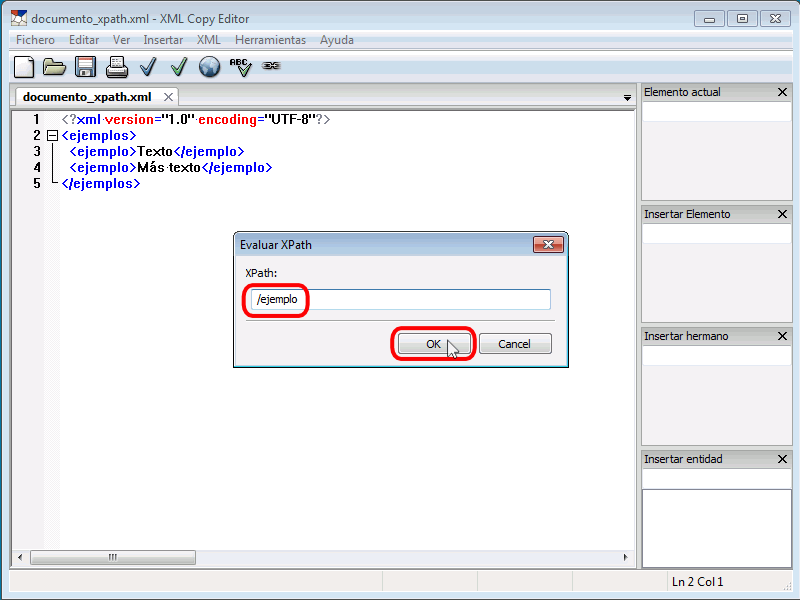 documento_xpath.xml - XML Copy Editor
Fichero Editar Ver Insertar XML Herramientas Ayuda
ABC
documento_xpath.xml
Elemento actual
1 <?xml version="1.0" encoding="UTF-8"?>
2 <ejemplos>
3 <ejemplo>Texto</ejemplo>
4 <ejemplo>Más texto</ejemplo>
5 </ejemplos>
Insertar Elemento
Insertar hermano
Insertar entidad
Evaluar XPath
XPath:
/ejemplo
OK Cancel
Ln 2 Col 1